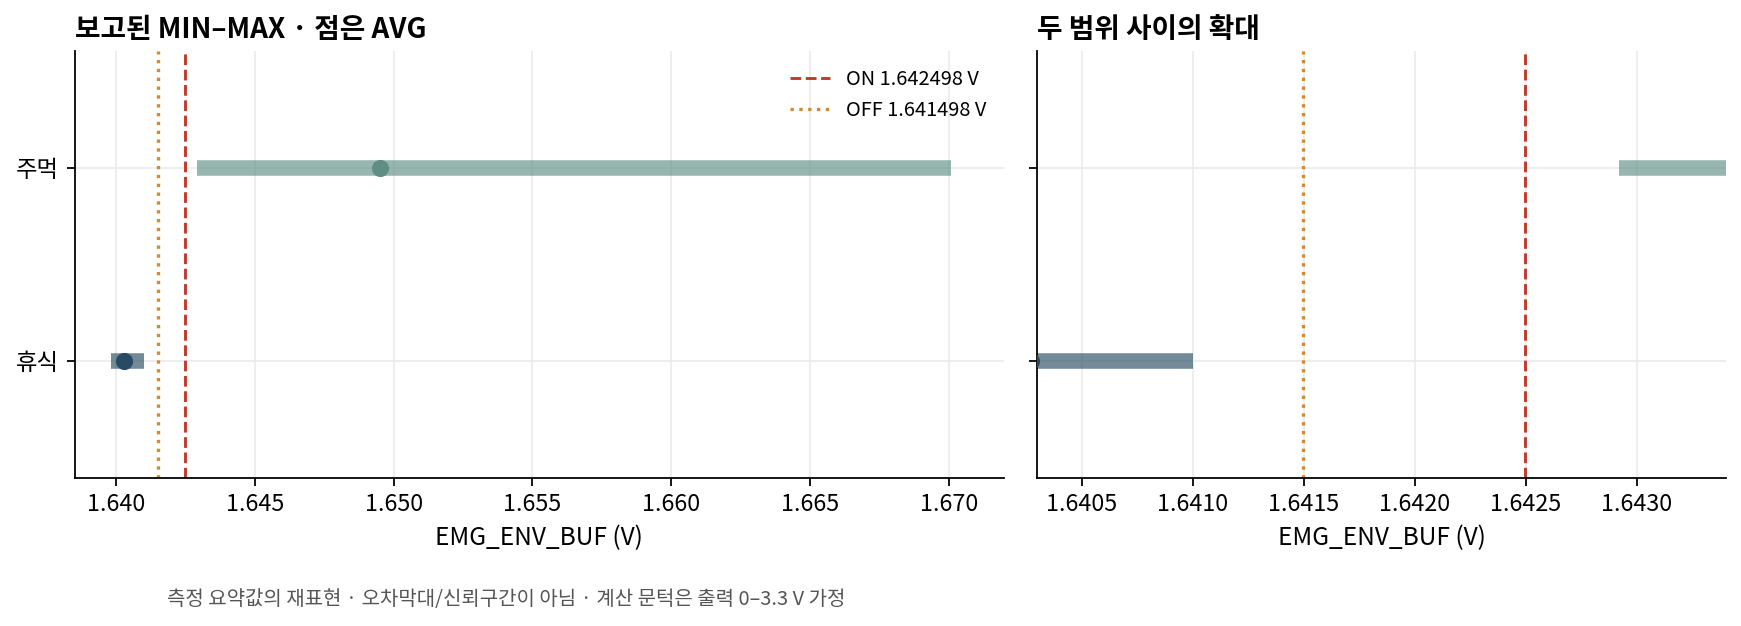 보고된 MIN–MAX · 점은 AVG
ON 1.642498 V
OFF 1.641498 V
주먹
휴식
1.640 1.645 1.650 1.655 1.660 1.665 1.670
EMG_ENV_BUF (V)
두 범위 사이의 확대
1.6405 1.6410 1.6415 1.6420 1.6425 1.6430
EMG_ENV_BUF (V)
측정 요약값의 재표현 · 오차막대/신뢰구간이 아님 · 계산 문턱은 출력 0–3.3 V 가정